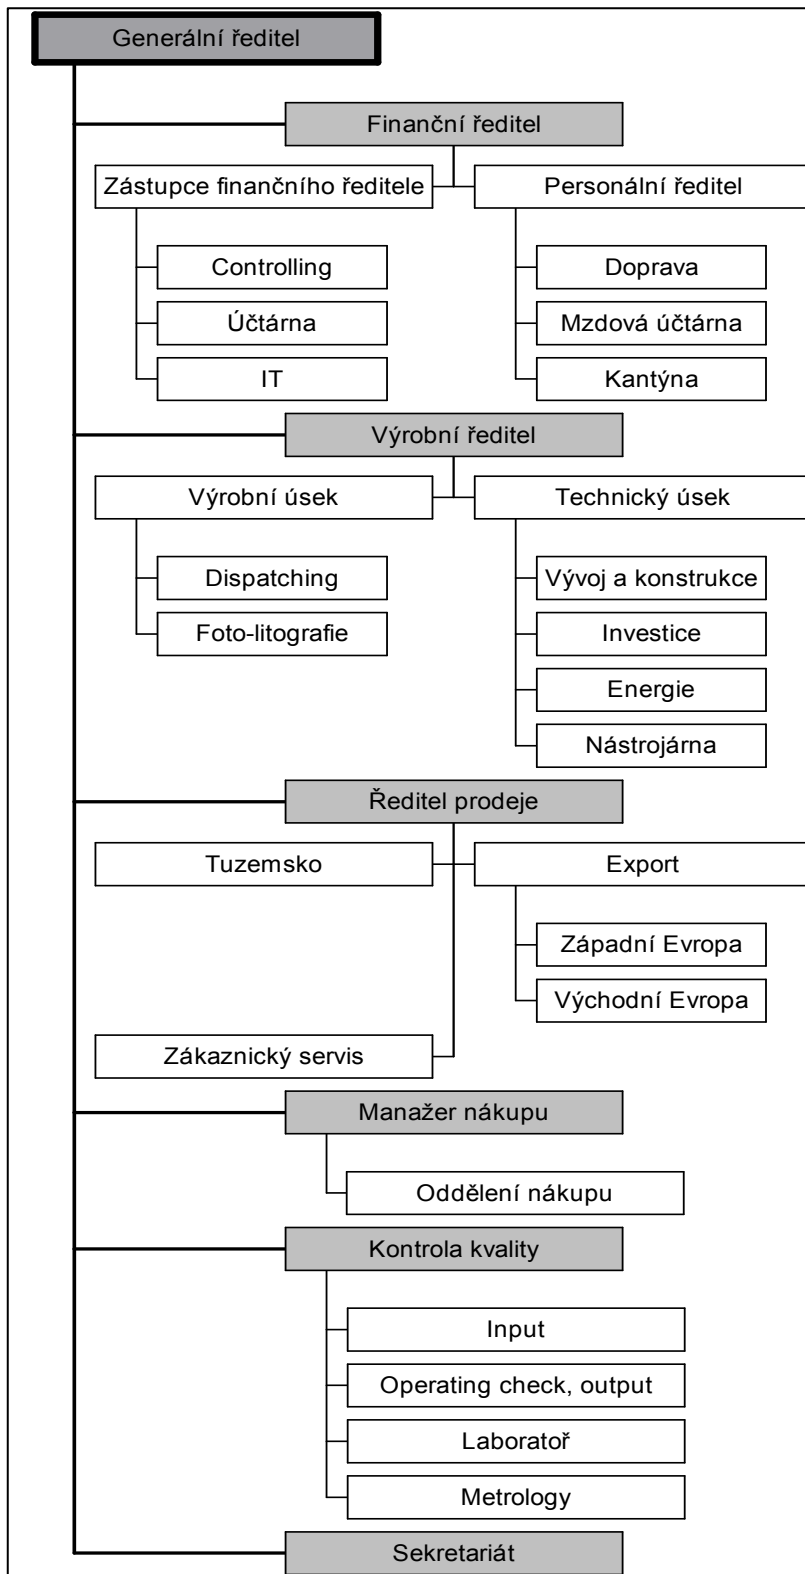 Generální ředitel
Finanční ředitel
Zástupce finančního ředitele
Personální ředitel
Controlling
Doprava
Účtárna
Mzdová účtárna
IT
Kantýna
Výrobní ředitel
Výrobní úsek
Technický úsek
Dispatching
Vývoj a konstrukce
Foto-litografie
Investice
Energie
Nástrojárna
Ředitel prodeje
Tuzemsko
Export
Západní Evropa
Východní Evropa
Zákaznický servis
Manažer nákupu
Oddělení nákupu
Kontrola kvality
Input
Operating check, output
Laboratoř
Metrology
Sekretariát